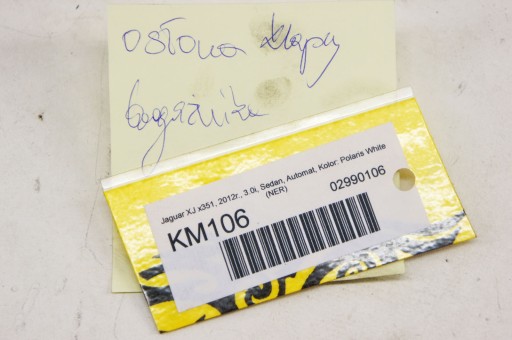 osłona klapy
bagażnika
Jaguar XJ x351, 2012r., 3.0i, Sedan, Automat, Kolor: Polaris White
(NER)
02990106
KM106